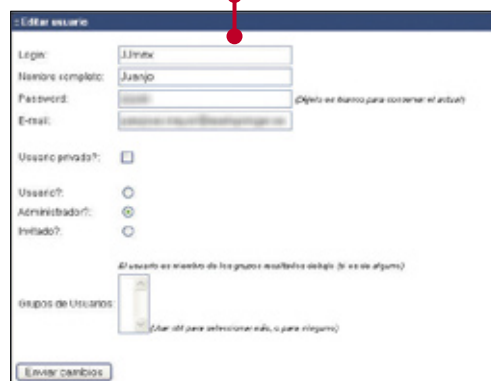 :: Editar usuario
Login: JJmex
Nombre completo: Juanjo
Password: (Déjelo en blanco para conservar el actual)
E-mail:
Usuario privado?:
Usuario?:
Administrador?:
Invitado?:
El usuario es miembro de los grupos resaltados debajo (si es de alguno)
Grupos de Usuarios:
(Usar ctrl para seleccionar más, o para ninguno)
Enviar cambios